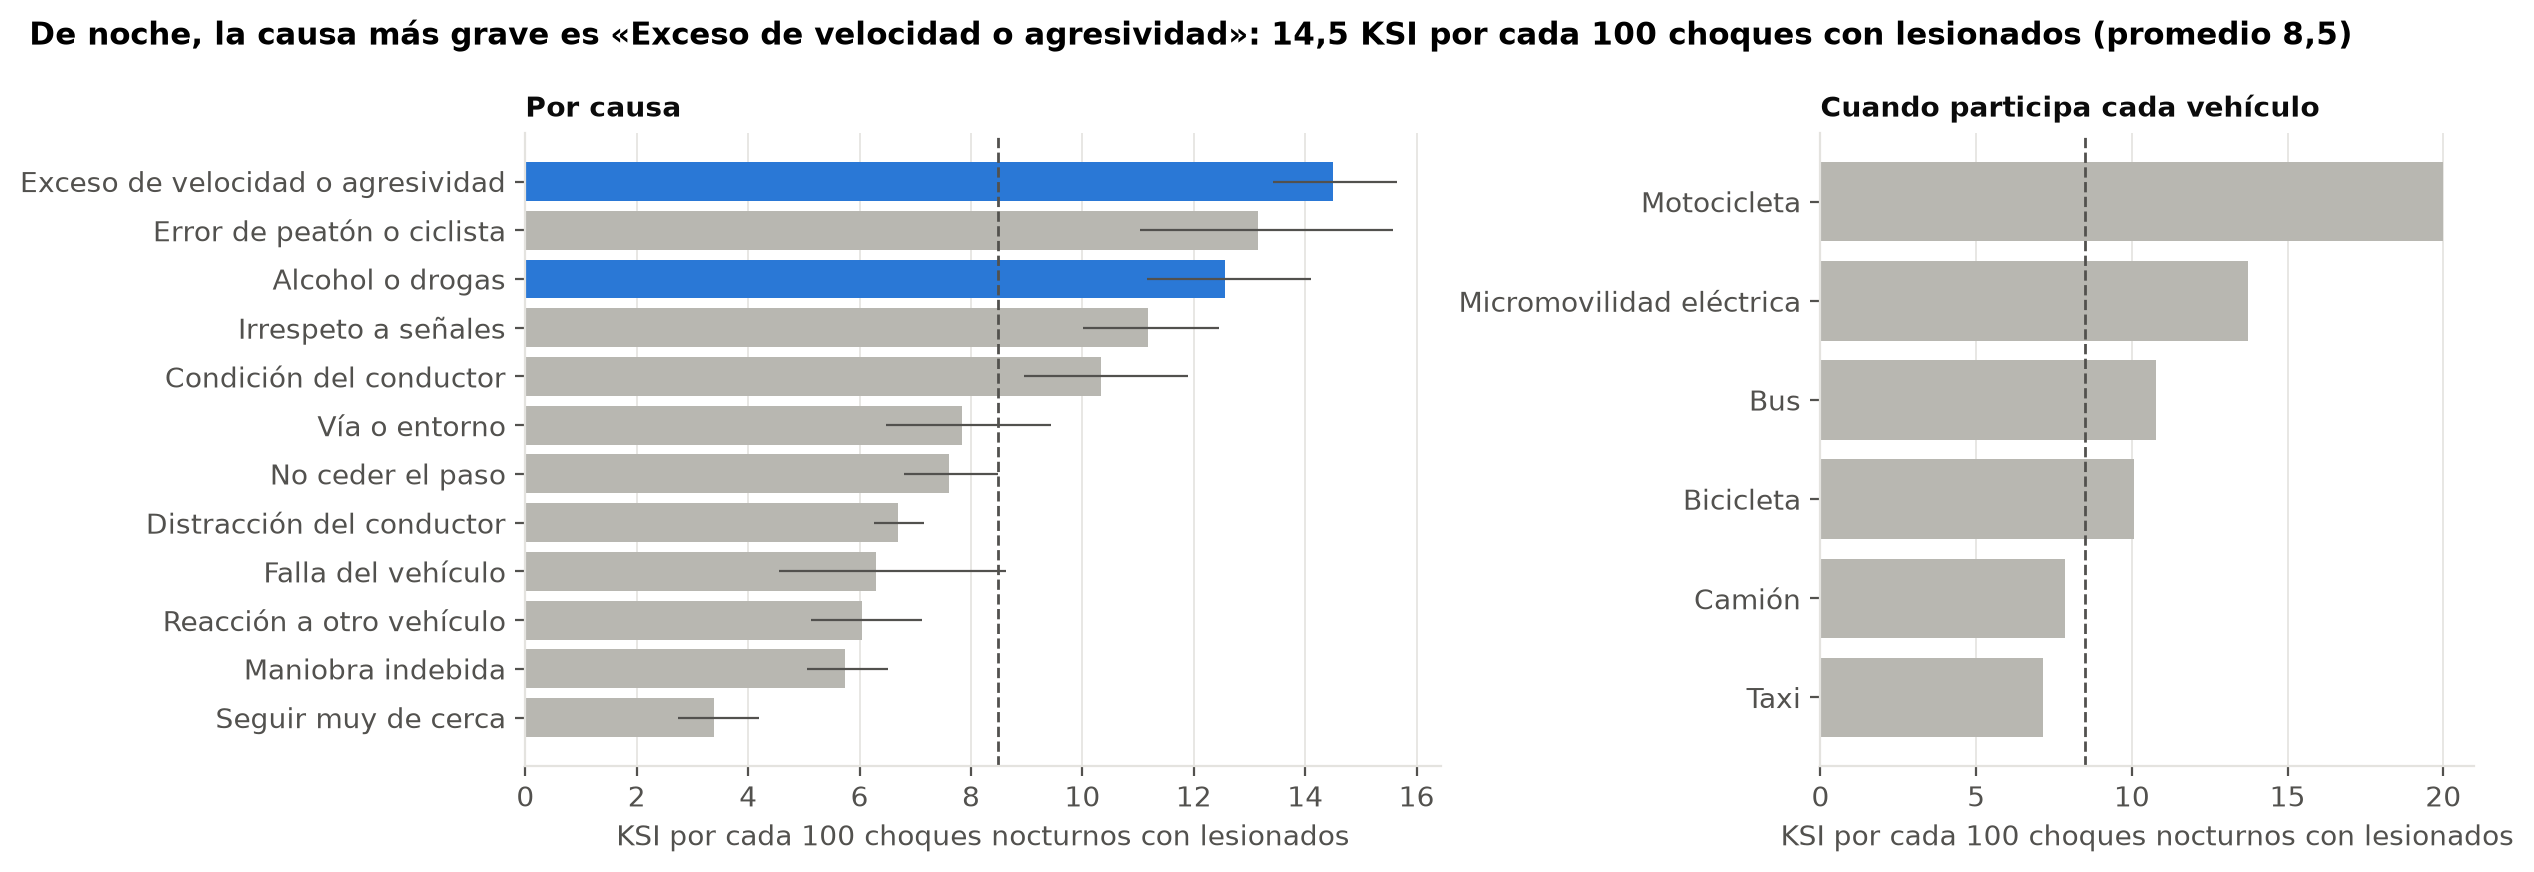 De noche, la causa más grave es «Exceso de velocidad o agresividad»: 14,5 KSI por cada 100 choques con lesionados (promedio 8,5)
Por causa
Exceso de velocidad o agresividad
Error de peatón o ciclista
Alcohol o drogas
Irrespeto a señales
Condición del conductor
Vía o entorno
No ceder el paso
Distracción del conductor
Falla del vehículo
Reacción a otro vehículo
Maniobra indebida
Seguir muy de cerca
0 2 4 6 8 10 12 14 16
KSI por cada 100 choques nocturnos con lesionados
Cuando participa cada vehículo
Motocicleta
Micromovilidad eléctrica
Bus
Bicicleta
Camión
Taxi
0 5 10 15 20
KSI por cada 100 choques nocturnos con lesionados